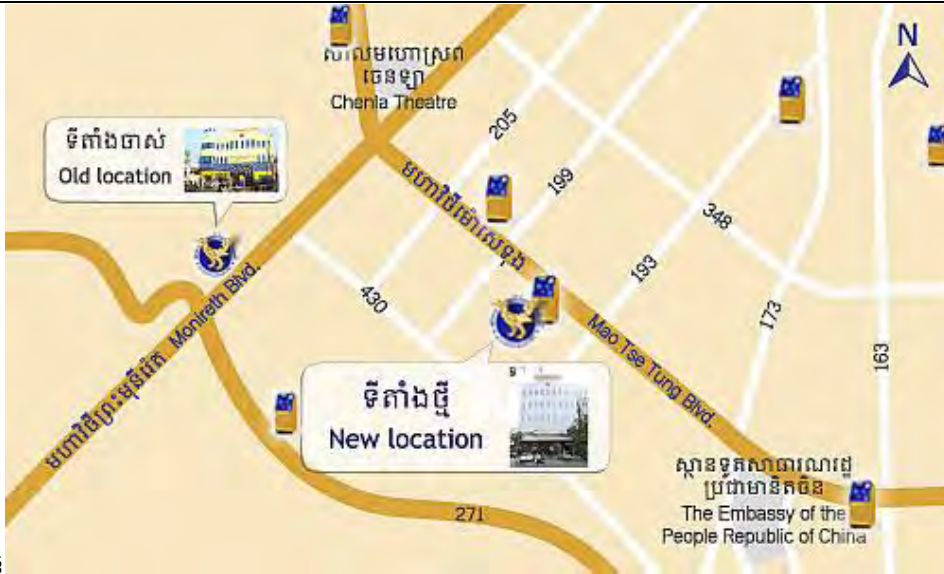 N
សាលមហោស្រព
ចេនឡា
Chenla Theatre
ទីតាំងចាស់
Old location
205
199
348
មហាវិថីម៉ៅសេទុង
193
430
173
163
មហាវិថីព្រះមុនីរ៉េត Monireth Blvd.
Mao Tse Tung Blvd.
ទីតាំងថ្មី
New location
ស្ថានទូតសាធារណរដ្ឋ
ប្រជាមានិតចិន
The Embassy of the
People Republic of China
271